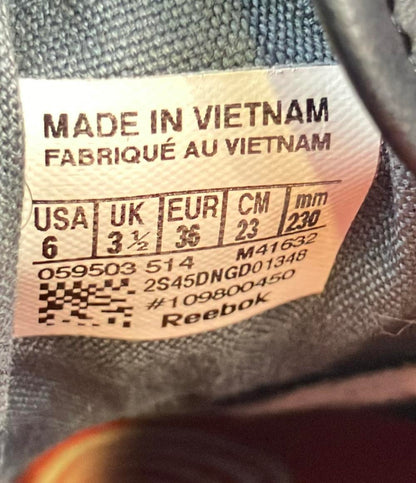 MADE IN VIETNAM
FABRIQUÉ AU VIETNAM
USA UK EUR CM mm
6 3 ½ 36 23 230
059503 514 M41632
2S45DNGD01348
#109800450
Reebok